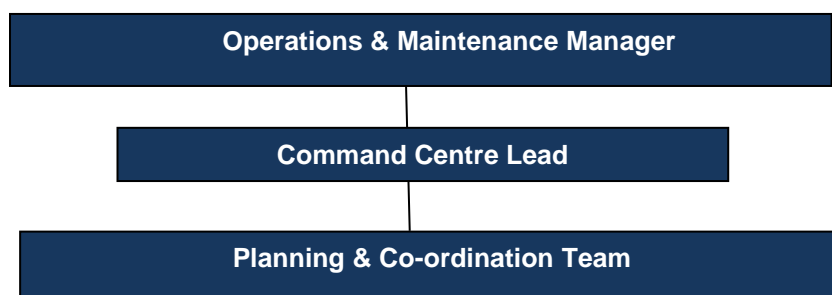 Operations & Maintenance Manager
Command Centre Lead
Planning & Co-ordination Team